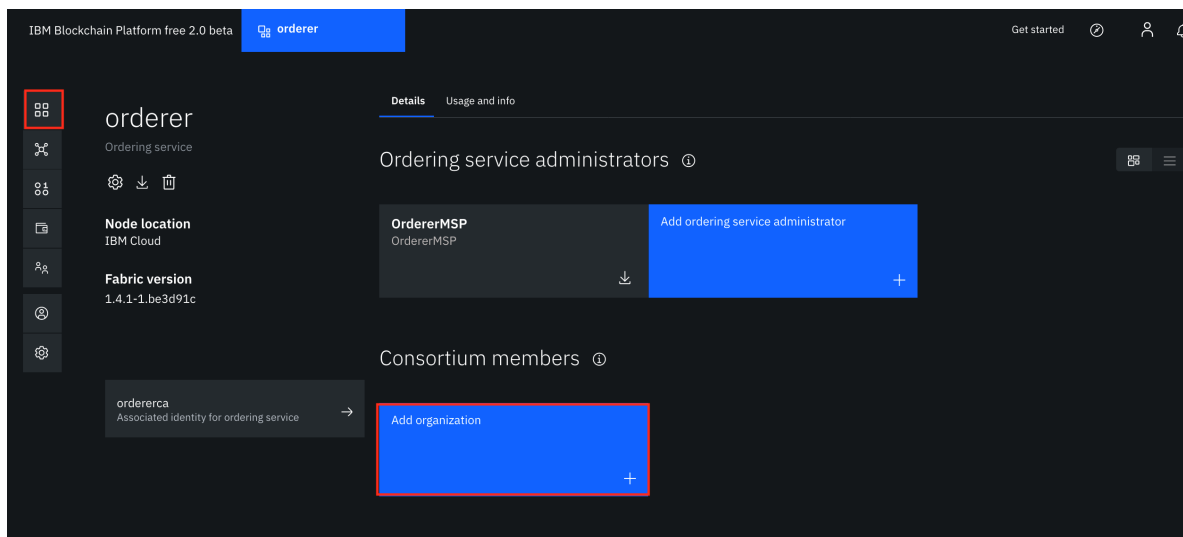 IBM Blockchain Platform free 2.0 beta
orderer
Get started
orderer
Ordering service
Node location
IBM Cloud
Fabric version
1.4.1-1.be3d91c
ordererca
Associated identity for ordering service
Details
Usage and info
Ordering service administrators
OrdererMSP
OrdererMSP
Add ordering service administrator
Consortium members
Add organization